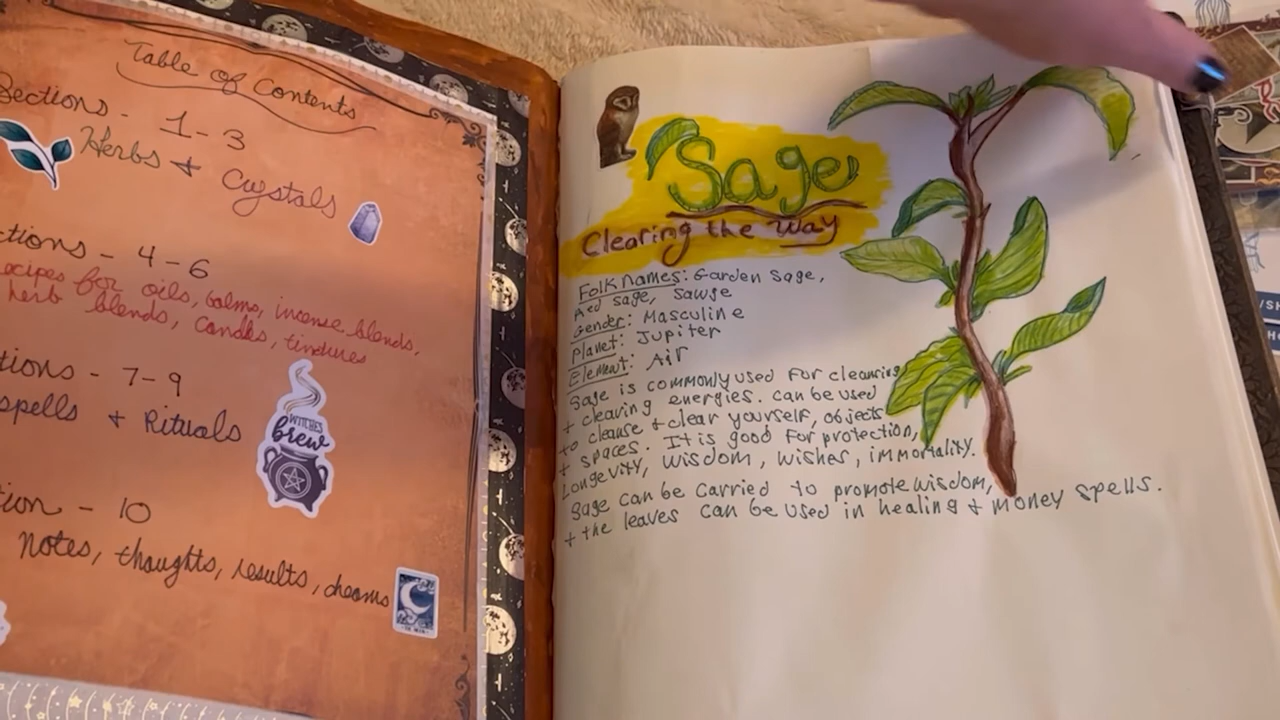 Table of Contents
Sections - 1-3
Herbs + Crystals
ctions - 4-6
ecipes for oils, balms, incense blends,
herb blends, candes, tinctures
tions - 7-9
spells + Rituals
WITCHES
brew
tion - 10
notes, thoughts, results, dreams
Sage
Clearing the Way
Folk Names: Garden Sage,
Red sage, Sawge
Gender: Masculine
Planet: Jupiter
Element: Air
Sage is commonly used for cleansing
+ clearing energies. can be used
to cleanse + clear yourself, objects
+ spaces. It is good for protection,
Longevity, wisdom, wishes, immortality.
Sage can be carried to promote wisdom,
+ the leaves can be used in healing + money spells.